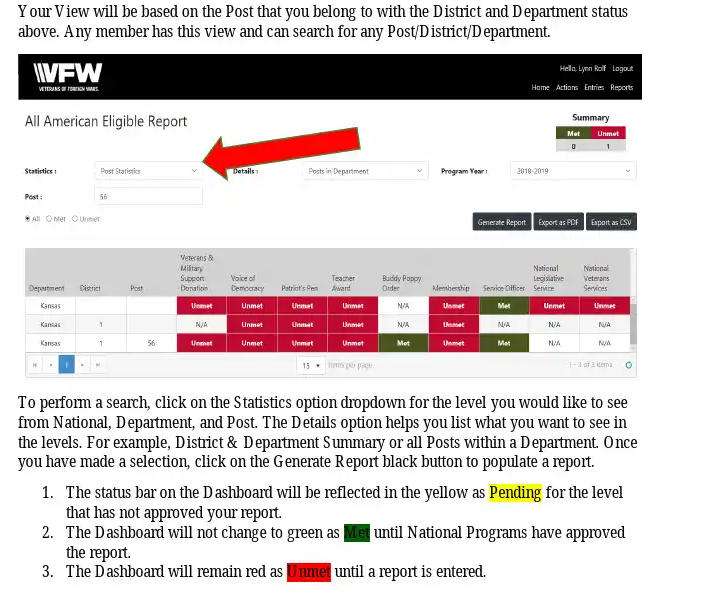 Your View will be based on the Post that you belong to with the District and Department status
above. Any member has this view and can search for any Post/District/Department.
VFW
VETERANS OF FOREIGN WARS.
Hello, Lynn Rolf Logout
Home Actions Entries Reports
All American Eligible Report
Summary
Met Unmet
0 1
Statistics : Post Statistics Details : Posts in Department Program Year : 2018-2019
Post : 56
All Met Unmet
Generate Report Export as PDF Export as CSV
Veterans &
Military
Support Voice of Teacher Buddy Poppy National National
Legislative Veterans
Department District Post Donation Democracy Patriot's Pen Award Order Membership Service Officer Service Services
Kansas Unmet Unmet Unmet Unmet N/A Unmet Met Unmet Unmet
Kansas 1 N/A Unmet Unmet Unmet N/A Unmet N/A N/A N/A
Kansas 1 56 Unmet Unmet Unmet Unmet Met Unmet Met N/A N/A
1 15 items per page 1 - 3 of 3 items
To perform a search, click on the Statistics option dropdown for the level you would like to see
from National, Department, and Post. The Details option helps you list what you want to see in
the levels. For example, District & Department Summary or all Posts within a Department. Once
you have made a selection, click on the Generate Report black button to populate a report.
1. The status bar on the Dashboard will be reflected in the yellow as Pending for the level
that has not approved your report.
2. The Dashboard will not change to green as Met until National Programs have approved
the report.
3. The Dashboard will remain red as Unmet until a report is entered.